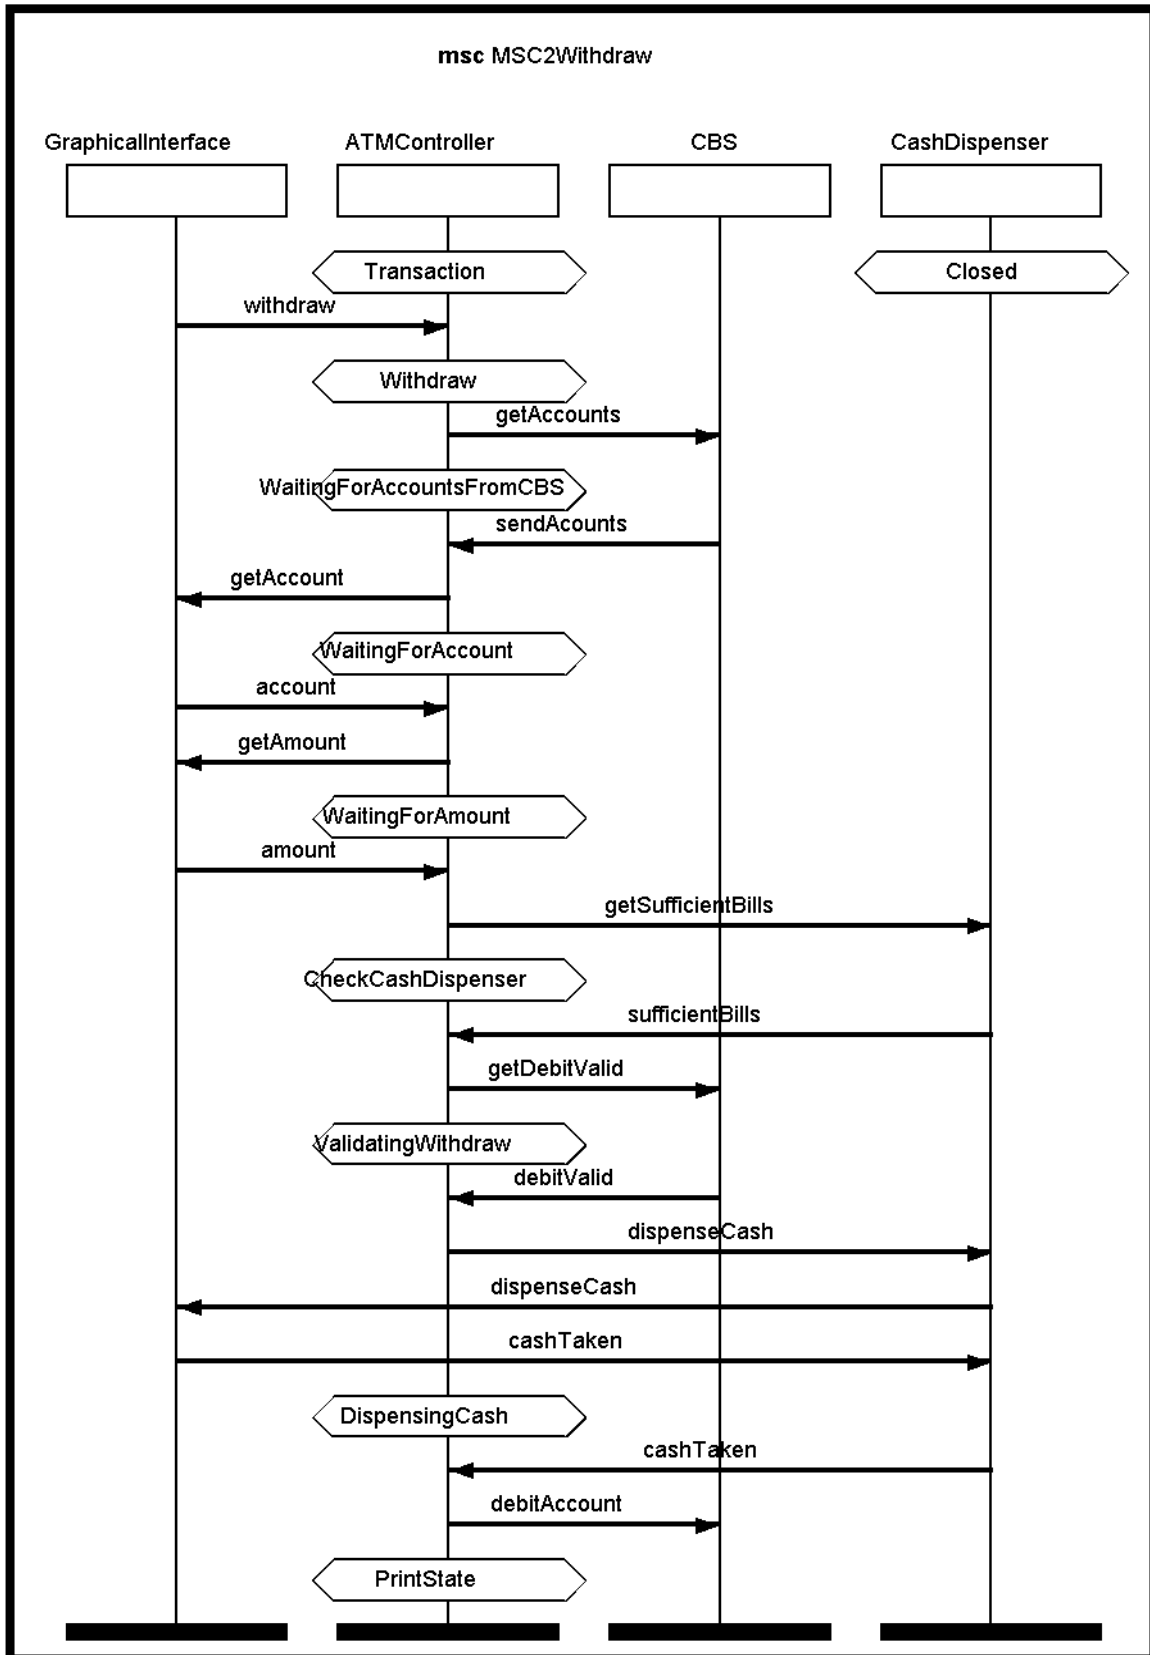 msc MSC2Withdraw
GraphicalInterface ATMController CBS CashDispenser
Transaction Closed
withdraw
Withdraw
getAccounts
WaitingForAccountsFromCBS
sendAcounts
getAccount
WaitingForAccount
account
getAmount
WaitingForAmount
amount
getSufficientBills
CheckCashDispenser
sufficientBills
getDebitValid
ValidatingWithdraw
debitValid
dispenseCash
dispenseCash
cashTaken
DispensingCash
cashTaken
debitAccount
PrintState